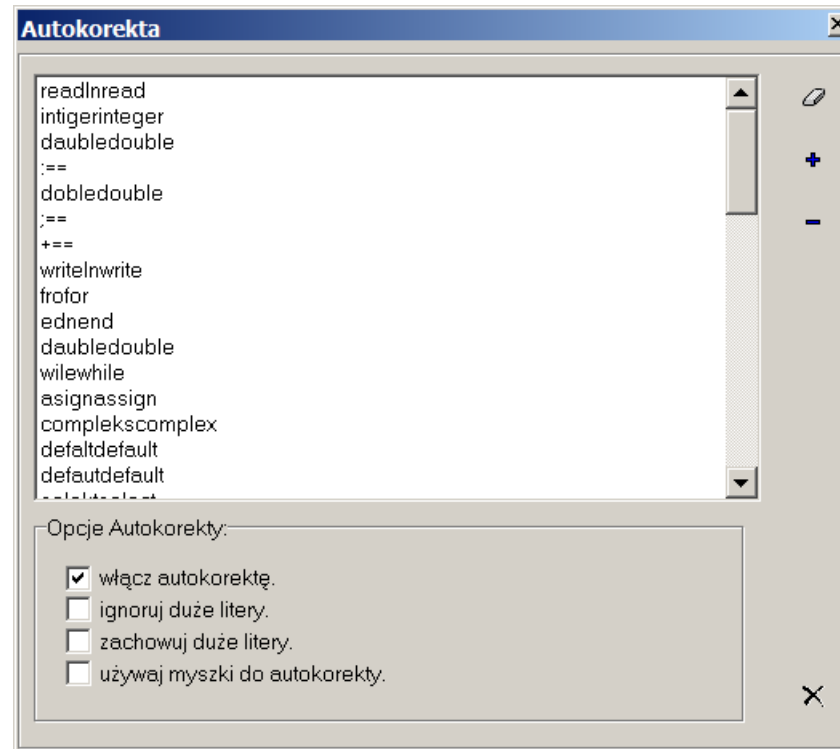 Autokorekta
readlnread
intigerinteger
daubledouble
:==
dobledouble
;==
+==
writelnwrite
frofor
ednend
daubledouble
wilewhile
asignassign
complekscomplex
defaltdefault
defautdefault
Opcje Autokorekty:
włącz autokorektę.
ignoruj duże litery.
zachowuj duże litery.
używaj myszki do autokorekty.